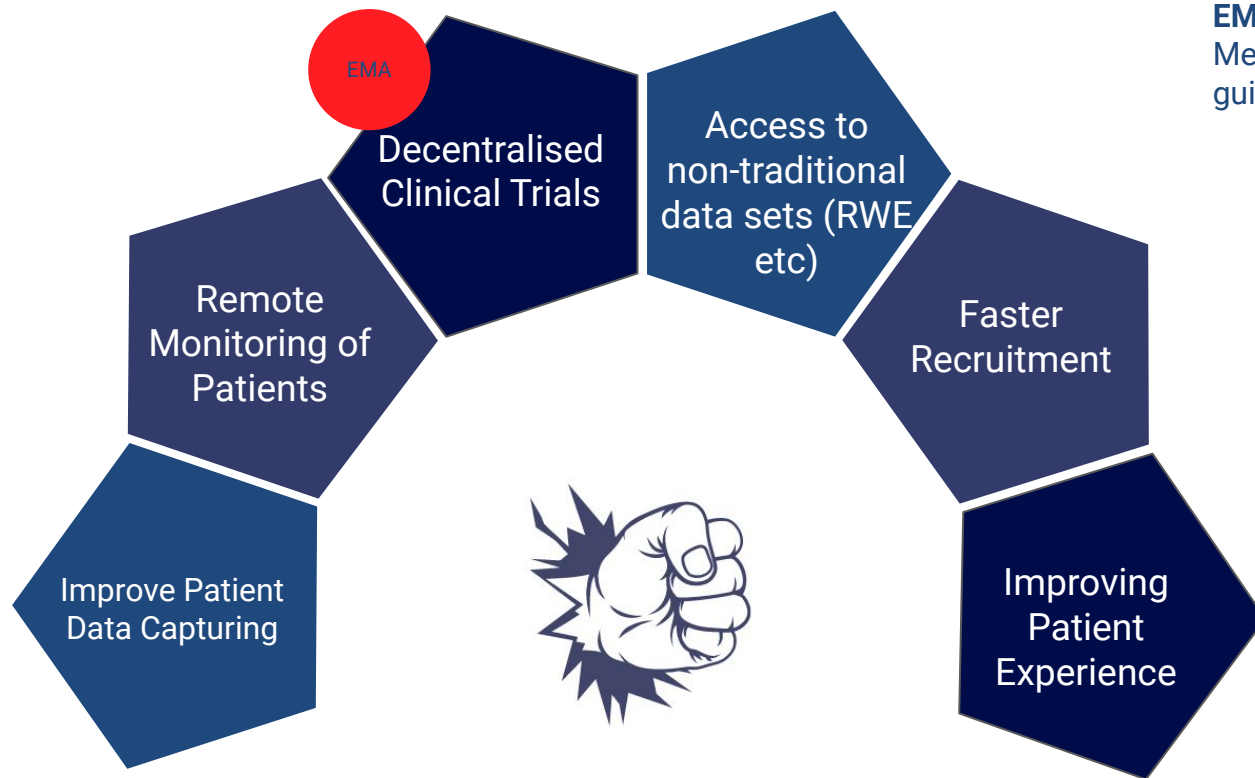 EMA
Decentralised
Clinical Trials
Access to
non-traditional
data sets (RWE
etc)
Remote
Monitoring of
Patients
Faster
Recruitment
Improve Patient
Data Capturing
Improving
Patient
Experience